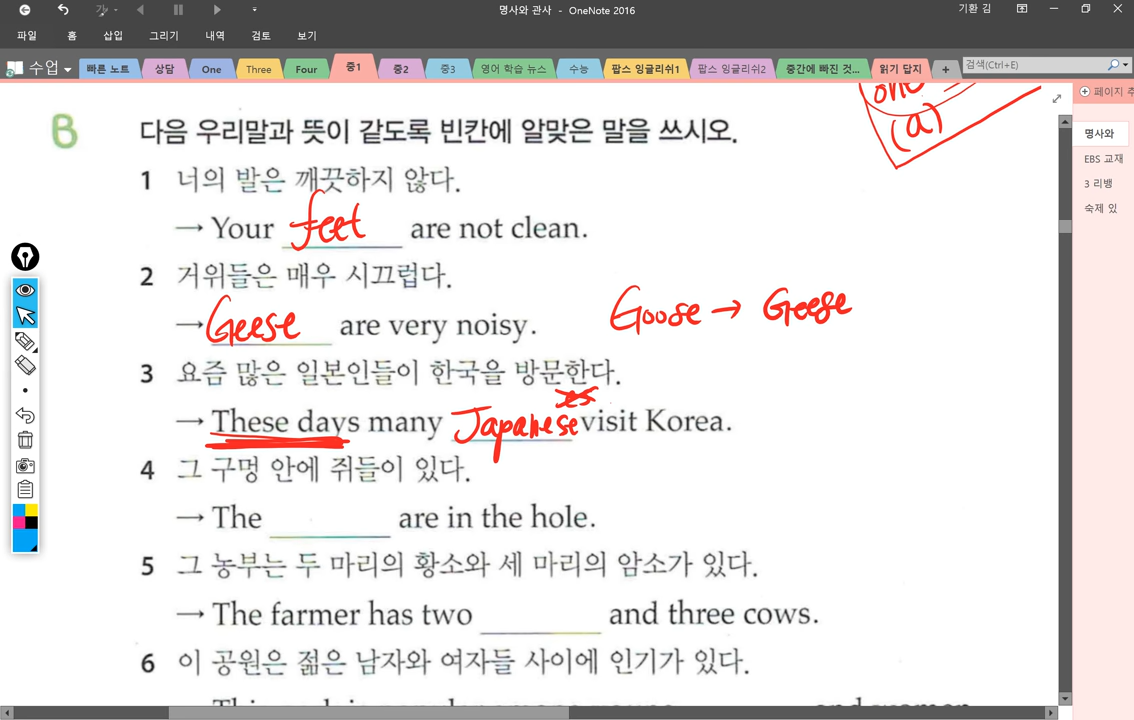 명사와 관사 - OneNote 2016
기환 김
파일 홈 삽입 그리기 내역 검토 보기
수업 빠른 노트 상담 One Three Four 중1 중2 중3 영어 학습 뉴스 수능 팝스 잉글리쉬1 팝스 잉글리쉬2 중간에 빠진 것... 읽기 답지 + 검색(Ctrl+E)
one
(a)
페이지 추
명사와
EBS 교재
3 리뱅
숙제 있
B 다음 우리말과 뜻이 같도록 빈칸에 알맞은 말을 쓰시오.
1 너의 발은 깨끗하지 않다.
→ Your feet are not clean.
2 거위들은 매우 시끄럽다.
→ Geese are very noisy. Goose → Geese
3 요즘 많은 일본인들이 한국을 방문한다.
→ These days many Japanese visit Korea.
4 그 구멍 안에 쥐들이 있다.
→ The are in the hole.
5 그 농부는 두 마리의 황소와 세 마리의 암소가 있다.
→ The farmer has two and three cows.
6 이 공원은 젊은 남자와 여자들 사이에 인기가 있다.